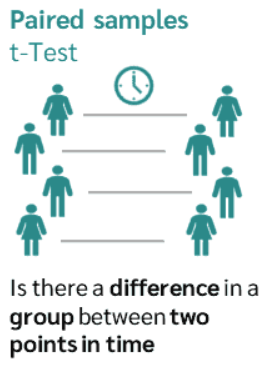 Paired samples
t-Test
Is there a difference in a
group between two
points in time